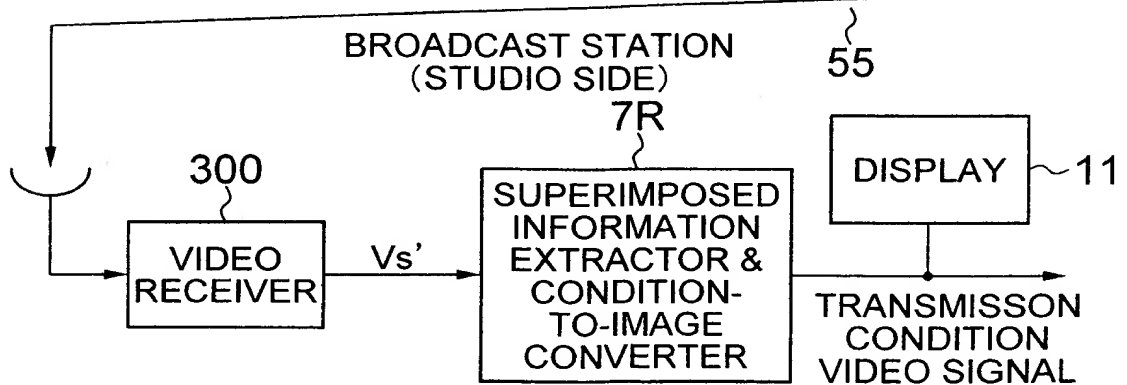 BROADCAST STATION
(STUDIO SIDE)
55
7R
300
DISPLAY
11
VIDEO
RECEIVER
Vs'
SUPERIMPOSED
INFORMATION
EXTRACTOR &
CONDITION-
TO-IMAGE
CONVERTER
TRANSMISSON
CONDITION
VIDEO SIGNAL